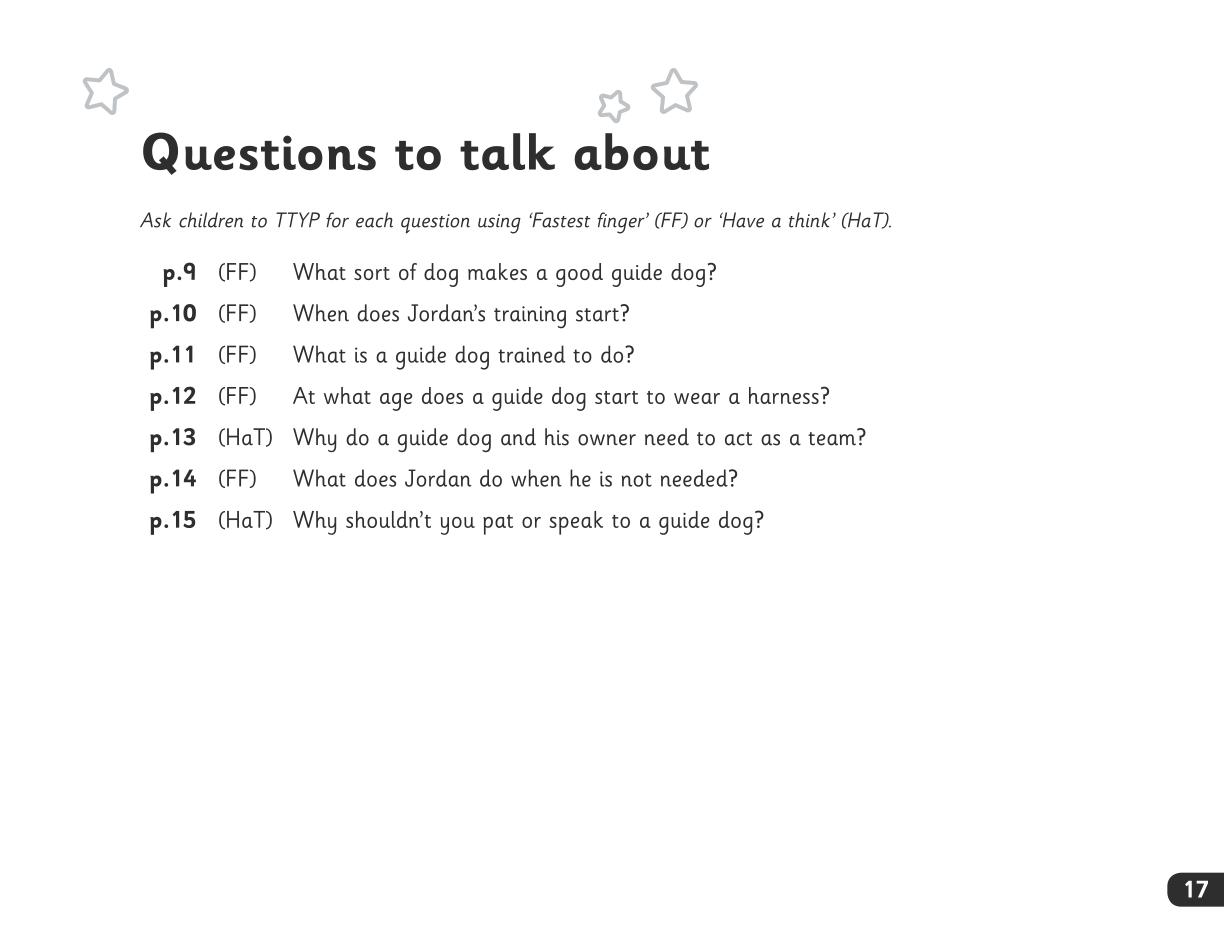 Questions to talk about
Ask children to TTYP for each question using ‘Fastest finger’ (FF) or ‘Have a think’ (HaT).
p.9 (FF) What sort of dog makes a good guide dog?
p.10 (FF) When does Jordan’s training start?
p.11 (FF) What is a guide dog trained to do?
p.12 (FF) At what age does a guide dog start to wear a harness?
p.13 (HaT) Why do a guide dog and his owner need to act as a team?
p.14 (FF) What does Jordan do when he is not needed?
p.15 (HaT) Why shouldn’t you pat or speak to a guide dog?
17